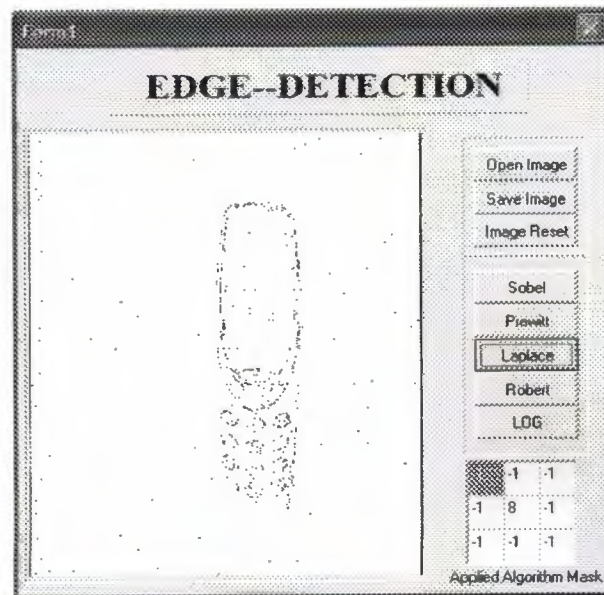 Form1
EDGE--DETECTION
Open Image
Save Image
Image Reset
Sobel
Prewitt
Laplace
Robert
LOG
-1 -1
-1 8 -1
-1 -1 -1
Applied Algorithm Mask